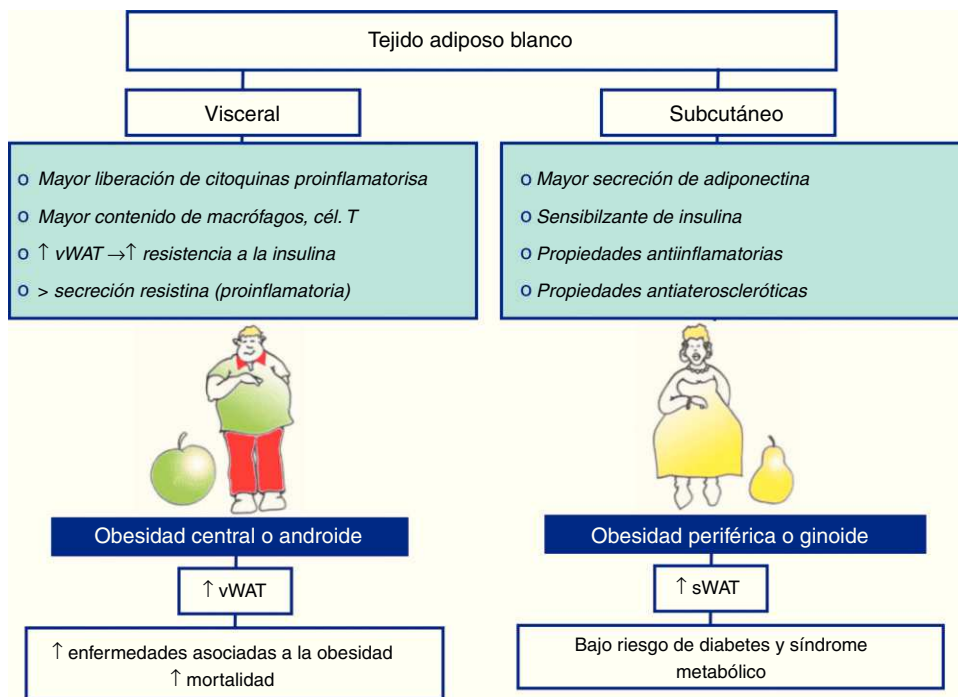 Tejido adiposo blanco
Visceral
Subcutáneo
o Mayor liberación de citoquinas proinflamatorisa
o Mayor contenido de macrófagos, cél. T
o ↑ vWAT →↑ resistencia a la insulina
o > secreción resistina (proinflamatoria)
o Mayor secreción de adiponectina
o Sensibilzante de insulina
o Propiedades antiinflamatorias
o Propiedades antiateroscleróticas
Obesidad central o androide
Obesidad periférica o ginoide
↑ vWAT
↑ sWAT
↑ enfermedades asociadas a la obesidad
↑ mortalidad
Bajo riesgo de diabetes y síndrome
metabólico